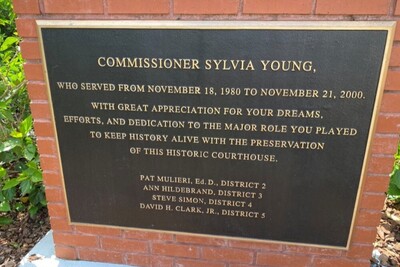 COMMISSIONER SYLVIA YOUNG,
WHO SERVED FROM NOVEMBER 18, 1980 TO NOVEMBER 21, 2000.
WITH GREAT APPRECIATION FOR YOUR DREAMS,
EFFORTS, AND DEDICATION TO THE MAJOR ROLE YOU PLAYED
TO KEEP HISTORY ALIVE WITH THE PRESERVATION
OF THIS HISTORIC COURTHOUSE.
PAT MULIERI, Ed. D., DISTRICT 2
ANN HILDEBRAND, DISTRICT 3
STEVE SIMON, DISTRICT 4
DAVID H. CLARK, JR., DISTRICT 5